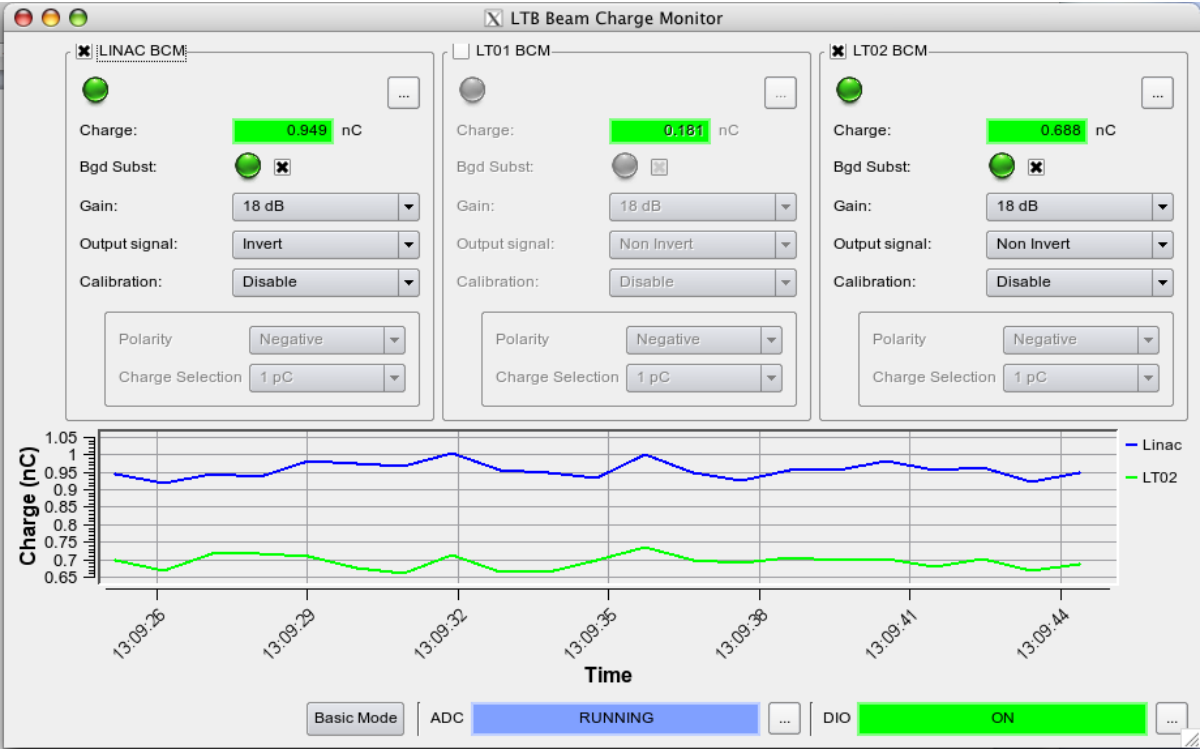 LTB Beam Charge Monitor
LINAC BCM
LT01 BCM
LT02 BCM
...
...
...
Charge: 0.949 nC
Charge: 0.181 nC
Charge: 0.688 nC
Bgd Subst:
Bgd Subst:
Bgd Subst:
Gain: 18 dB
Gain: 18 dB
Gain: 18 dB
Output signal: Invert
Output signal: Non Invert
Output signal: Non Invert
Calibration: Disable
Calibration: Disable
Calibration: Disable
Polarity Negative
Polarity Negative
Polarity Negative
Charge Selection 1 pC
Charge Selection 1 pC
Charge Selection 1 pC
Charge (nC)
1.05
1
0.95
0.9
0.85
0.8
0.75
0.7
0.65
Linac
LT02
13:09:26
13:09:29
13:09:32
13:09:35
13:09:38
13:09:41
13:09:44
Time
Basic Mode
ADC RUNNING ...
DIO ON ...